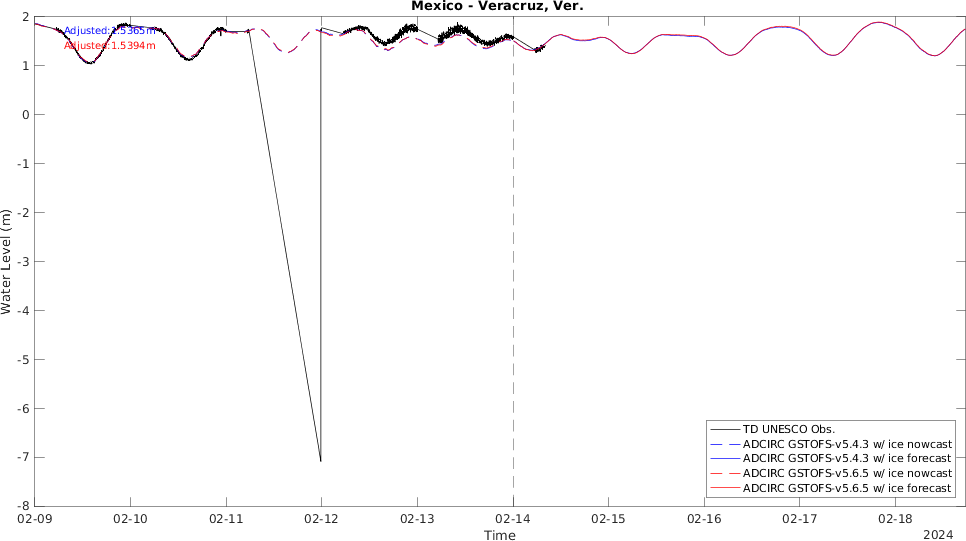 Mexico - Veracruz, Ver.
Adjusted:1.5365m
Adjusted:1.5394m
2
1
0
-1
-2
-3
-4
-5
-6
-7
-8
Water Level (m)
TD UNESCO Obs.
ADCIRC GSTOFS-v5.4.3 w/ ice nowcast
ADCIRC GSTOFS-v5.4.3 w/ ice forecast
ADCIRC GSTOFS-v5.6.5 w/ ice nowcast
ADCIRC GSTOFS-v5.6.5 w/ ice forecast
02-09 02-10 02-11 02-12 02-13 02-14 02-15 02-16 02-17 02-18
Time
2024